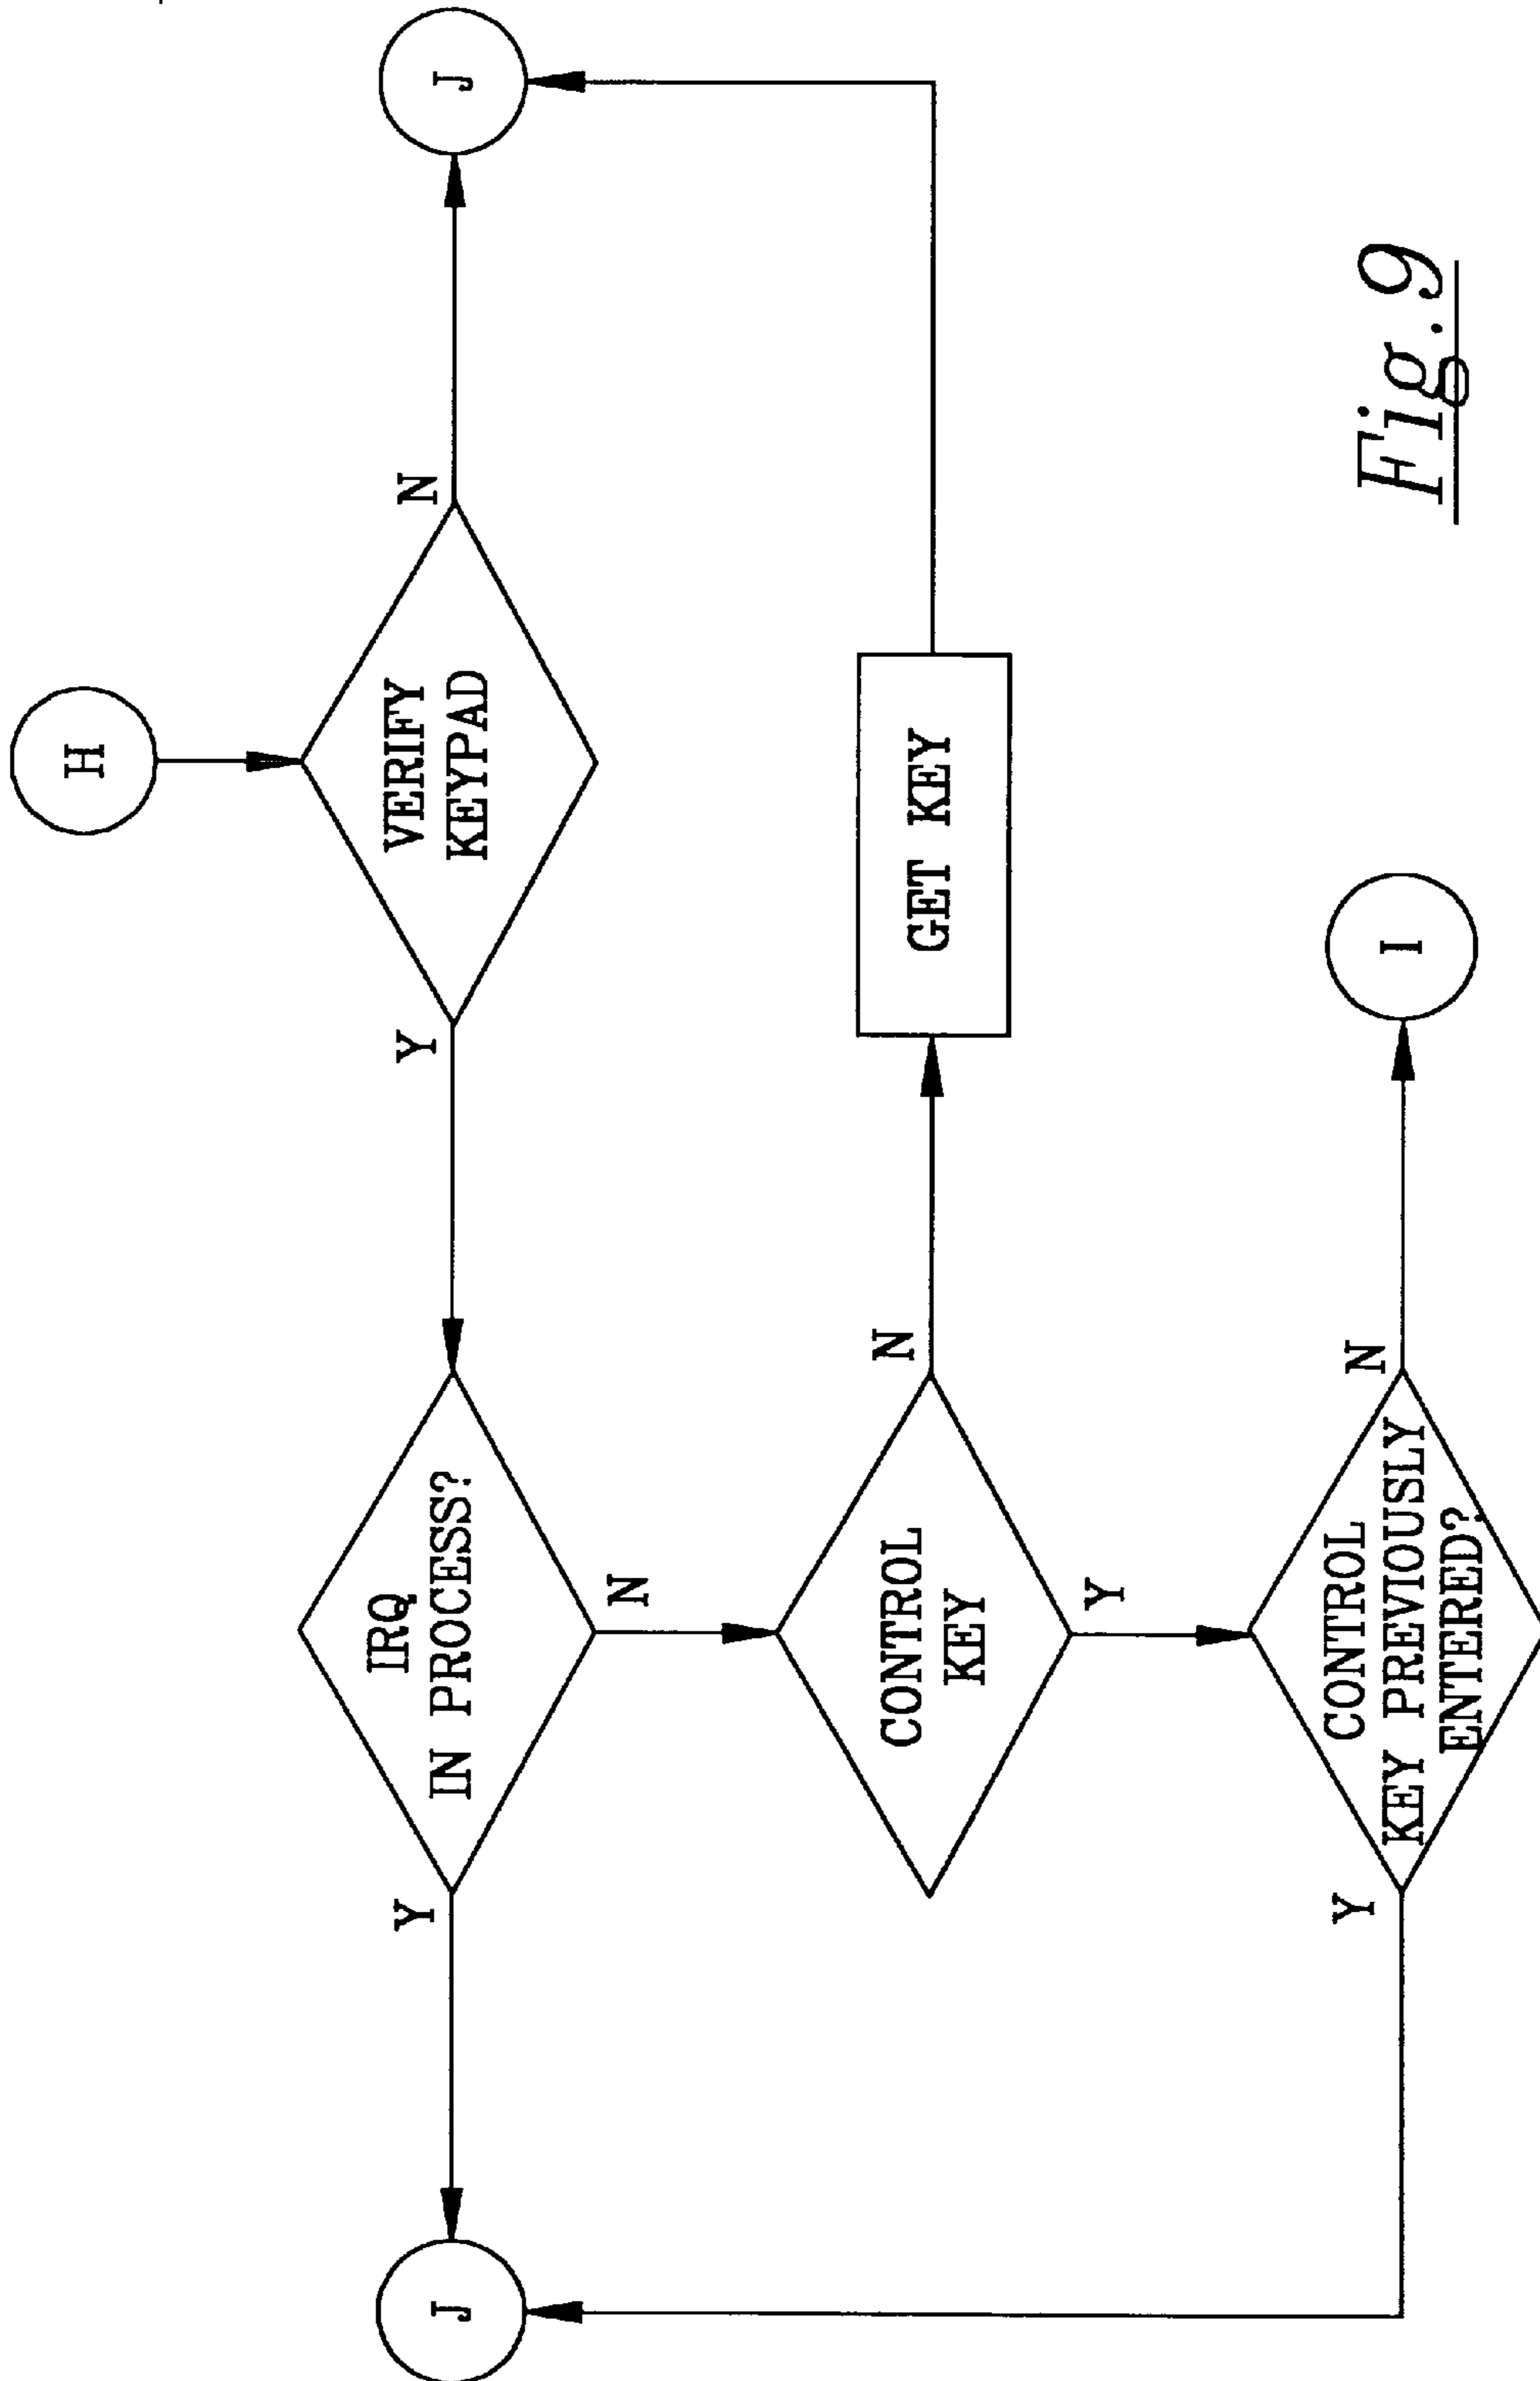 H
VERIFY
KEYPAD
Y
N
J
IRQ
IN PROCESS?
Y
N
J
CONTROL
KEY
N
Y
GET KEY
CONTROL
KEY PREVIOUSLY
ENTERED?
Y
N
I
Fig. 9